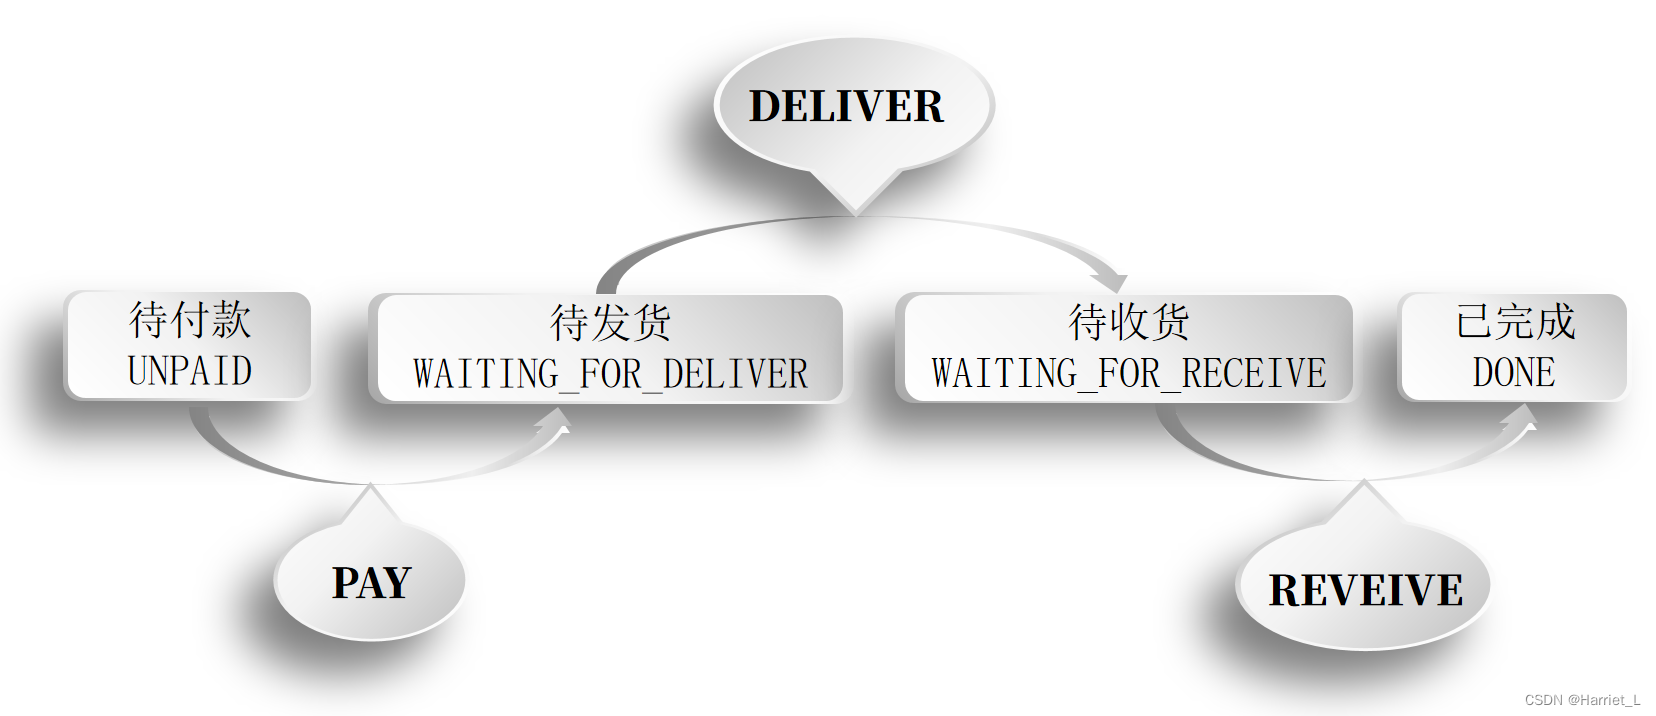 DELIVER
待付款
UNPAID
待发货
WAITING_FOR_DELIVER
待收货
WAITING_FOR_RECEIVE
已完成
DONE
PAY
REVEIVE
CSDN @Harriet_L